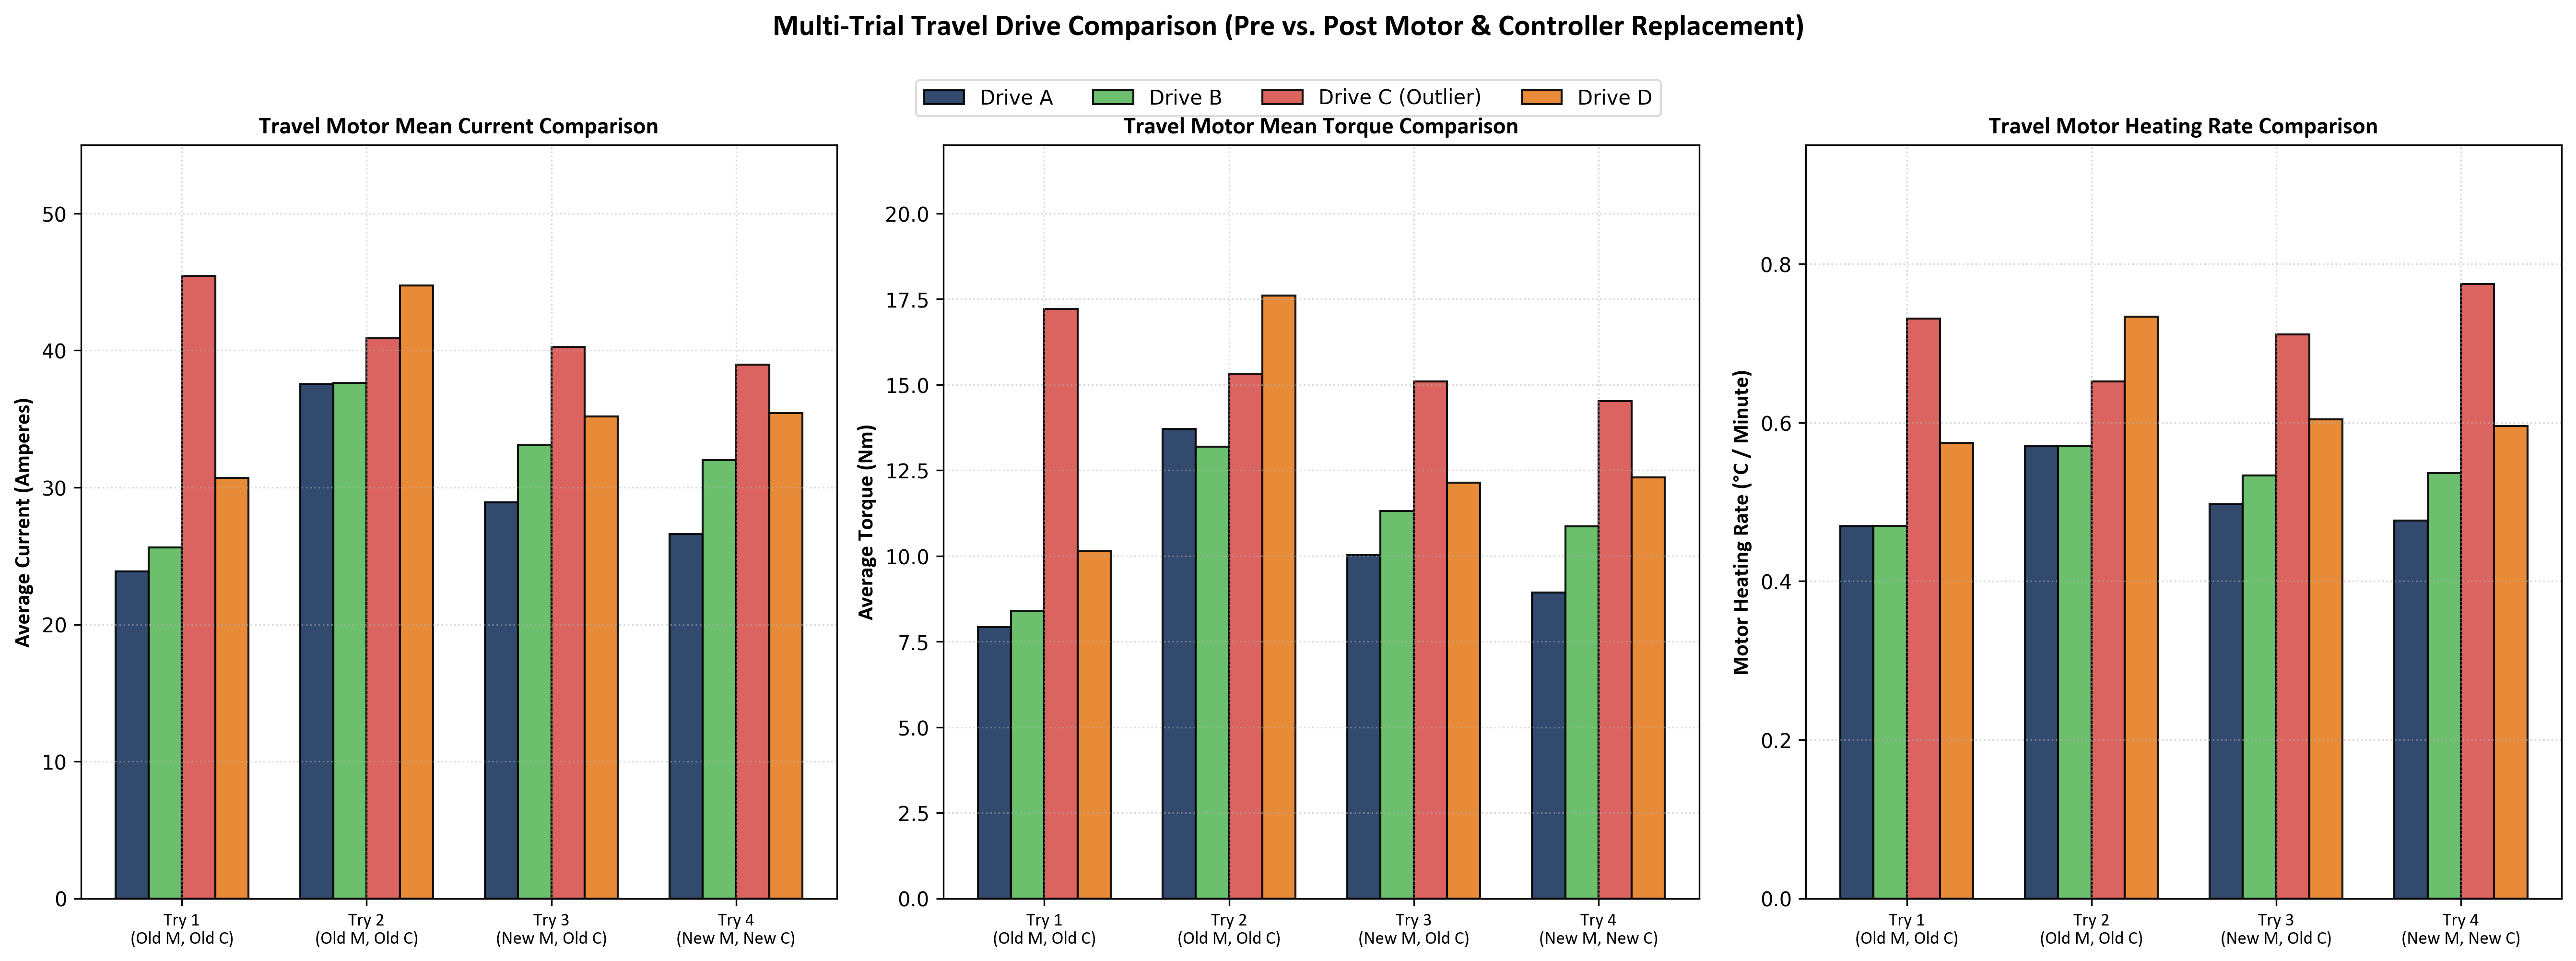 Multi-Trial Travel Drive Comparison (Pre vs. Post Motor & Controller Replacement)
Drive A
Drive B
Drive C (Outlier)
Drive D
Travel Motor Mean Current Comparison
Average Current (Amperes)
50
40
30
20
10
0
Try 1
(Old M, Old C)
Try 2
(Old M, Old C)
Try 3
(New M, Old C)
Try 4
(New M, New C)
Travel Motor Mean Torque Comparison
Average Torque (Nm)
20.0
17.5
15.0
12.5
10.0
7.5
5.0
2.5
0.0
Try 1
(Old M, Old C)
Try 2
(Old M, Old C)
Try 3
(New M, Old C)
Try 4
(New M, New C)
Travel Motor Heating Rate Comparison
Motor Heating Rate (°C / Minute)
0.8
0.6
0.4
0.2
0.0
Try 1
(Old M, Old C)
Try 2
(Old M, Old C)
Try 3
(New M, Old C)
Try 4
(New M, New C)